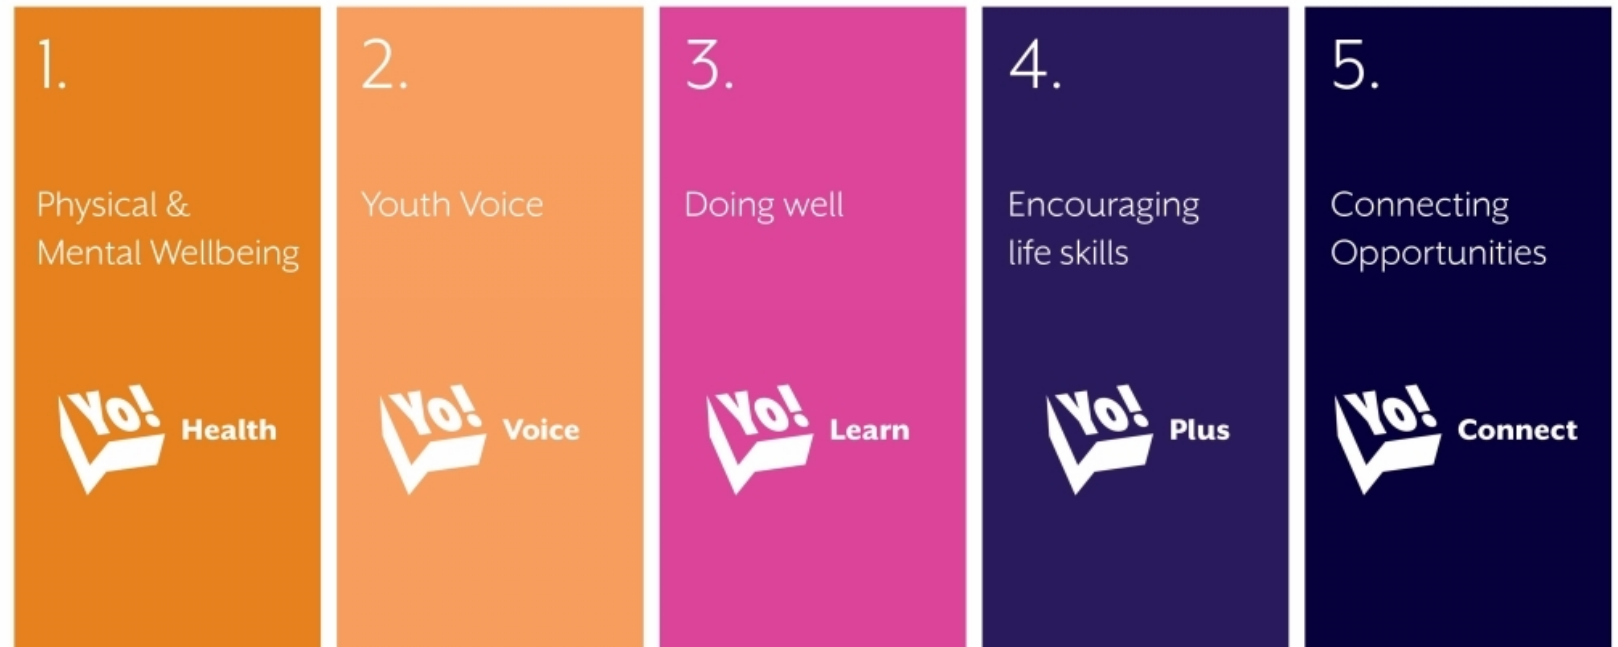 1.
Physical &
Mental Wellbeing
Yo! Health
2.
Youth Voice
Yo! Voice
3.
Doing well
Yo! Learn
4.
Encouraging
life skills
Yo! Plus
5.
Connecting
Opportunities
Yo! Connect